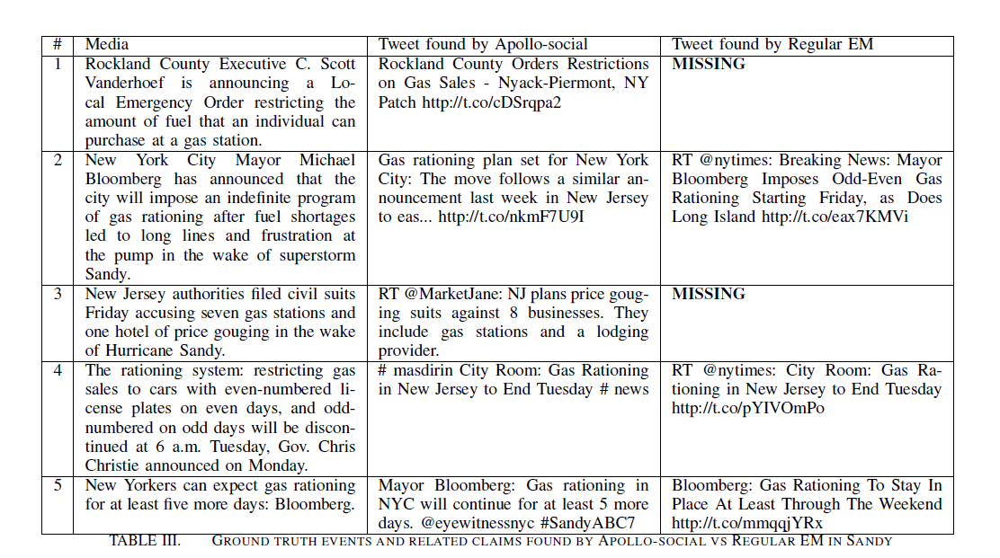 # Media Tweet found by Apollo-social Tweet found by Regular EM
1 Rockland County Executive C. Scott
Vanderhoef is announcing a Lo-
cal Emergency Order restricting the
amount of fuel that an individual can
purchase at a gas station.
Rockland County Orders Restrictions
on Gas Sales - Nyack-Piermont, NY
Patch http://t.co/cDSrqpa2
MISSING
2 New York City Mayor Michael
Bloomberg has announced that the
city will impose an indefinite program
of gas rationing after fuel shortages
led to long lines and frustration at
the pump in the wake of superstorm
Sandy.
Gas rationing plan set for New York
City: The move follows a similar an-
nouncement last week in New Jersey
to eas... http://t.co/nkmF7U9I
RT @nytimes: Breaking News: Mayor
Bloomberg Imposes Odd-Even Gas
Rationing Starting Friday, as Does
Long Island http://t.co/eax7KMVi
3 New Jersey authorities filed civil suits
Friday accusing seven gas stations and
one hotel of price gouging in the wake
of Hurricane Sandy.
RT @MarketJane: NJ plans price goug-
ing suits against 8 businesses. They
include gas stations and a lodging
provider.
MISSING
4 The rationing system: restricting gas
sales to cars with even-numbered li-
cense plates on even days, and odd-
numbered on odd days will be discon-
tinued at 6 a.m. Tuesday, Gov. Chris
Christie announced on Monday.
# masdirin City Room: Gas Rationing
in New Jersey to End Tuesday # news
RT @nytimes: City Room: Gas Ra-
tioning in New Jersey to End Tuesday
http://t.co/pYIVOmPo
5 New Yorkers can expect gas rationing
for at least five more days: Bloomberg.
Mayor Bloomberg: Gas rationing in
NYC will continue for at least 5 more
days. @eyewitnessnyc #SandyABC7
Bloomberg: Gas Rationing To Stay In
Place At Least Through The Weekend
http://t.co/mmqqjYRx
TABLE III. GROUND TRUTH EVENTS AND RELATED CLAIMS FOUND BY APOLLO-SOCIAL VS REGULAR EM IN SANDY